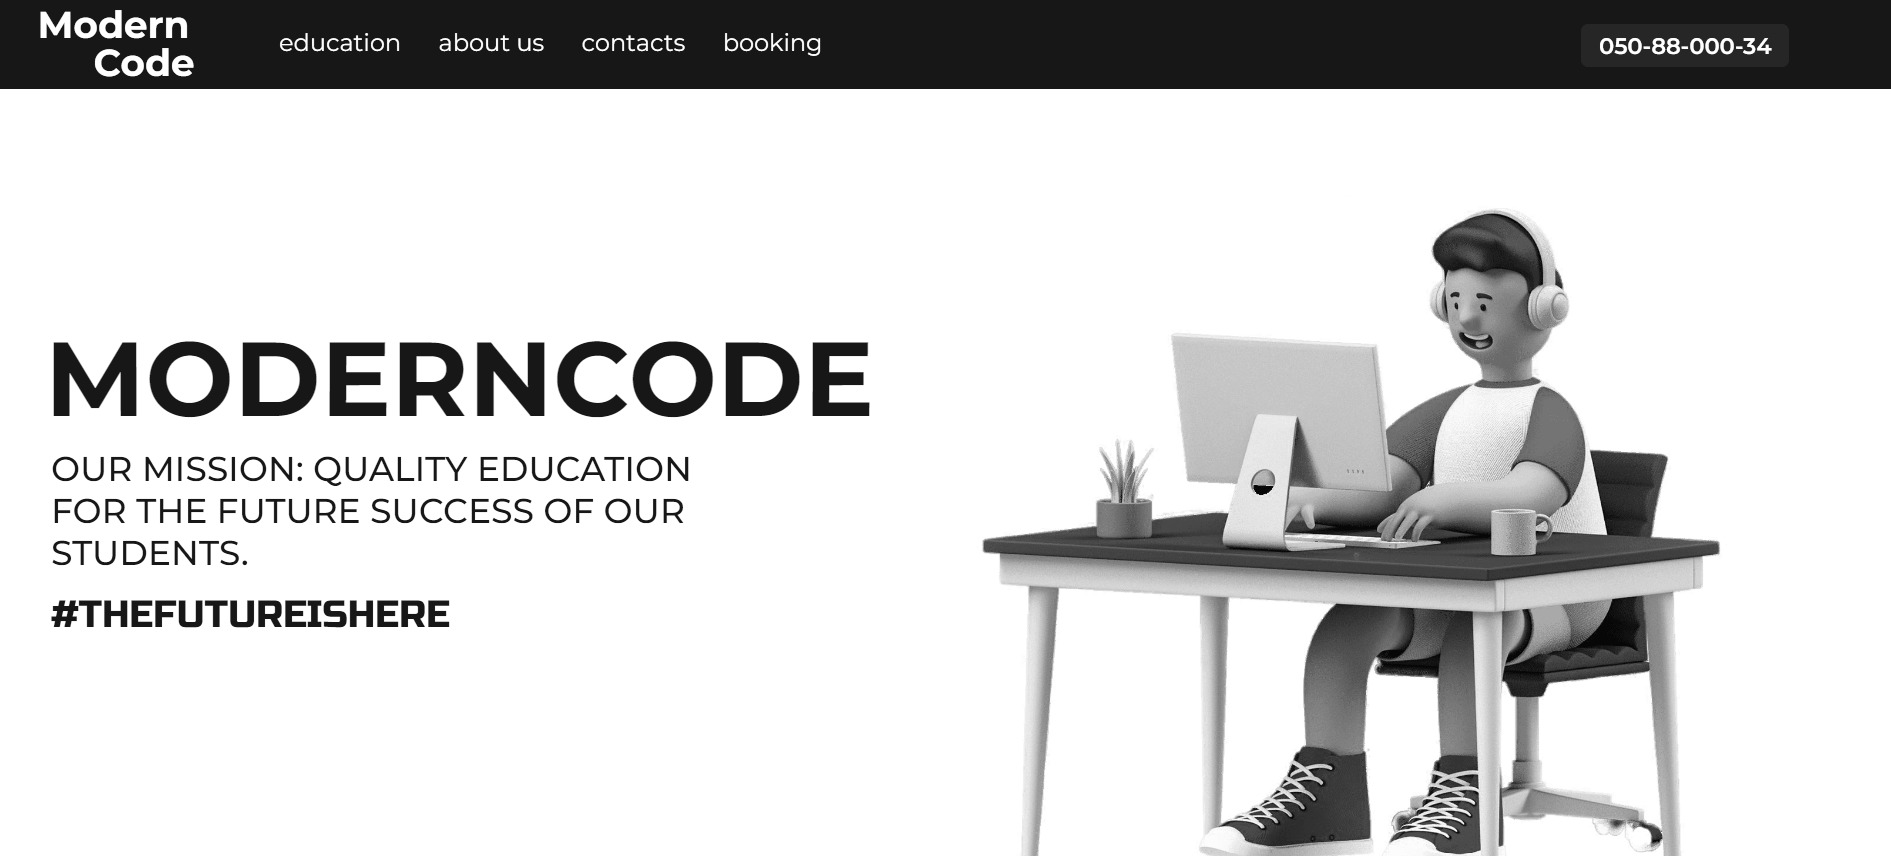 Modern
Code
education about us contacts booking
050-88-000-34
MODERNCODE
OUR MISSION: QUALITY EDUCATION
FOR THE FUTURE SUCCESS OF OUR
STUDENTS.
#THEFUTUREISHERE